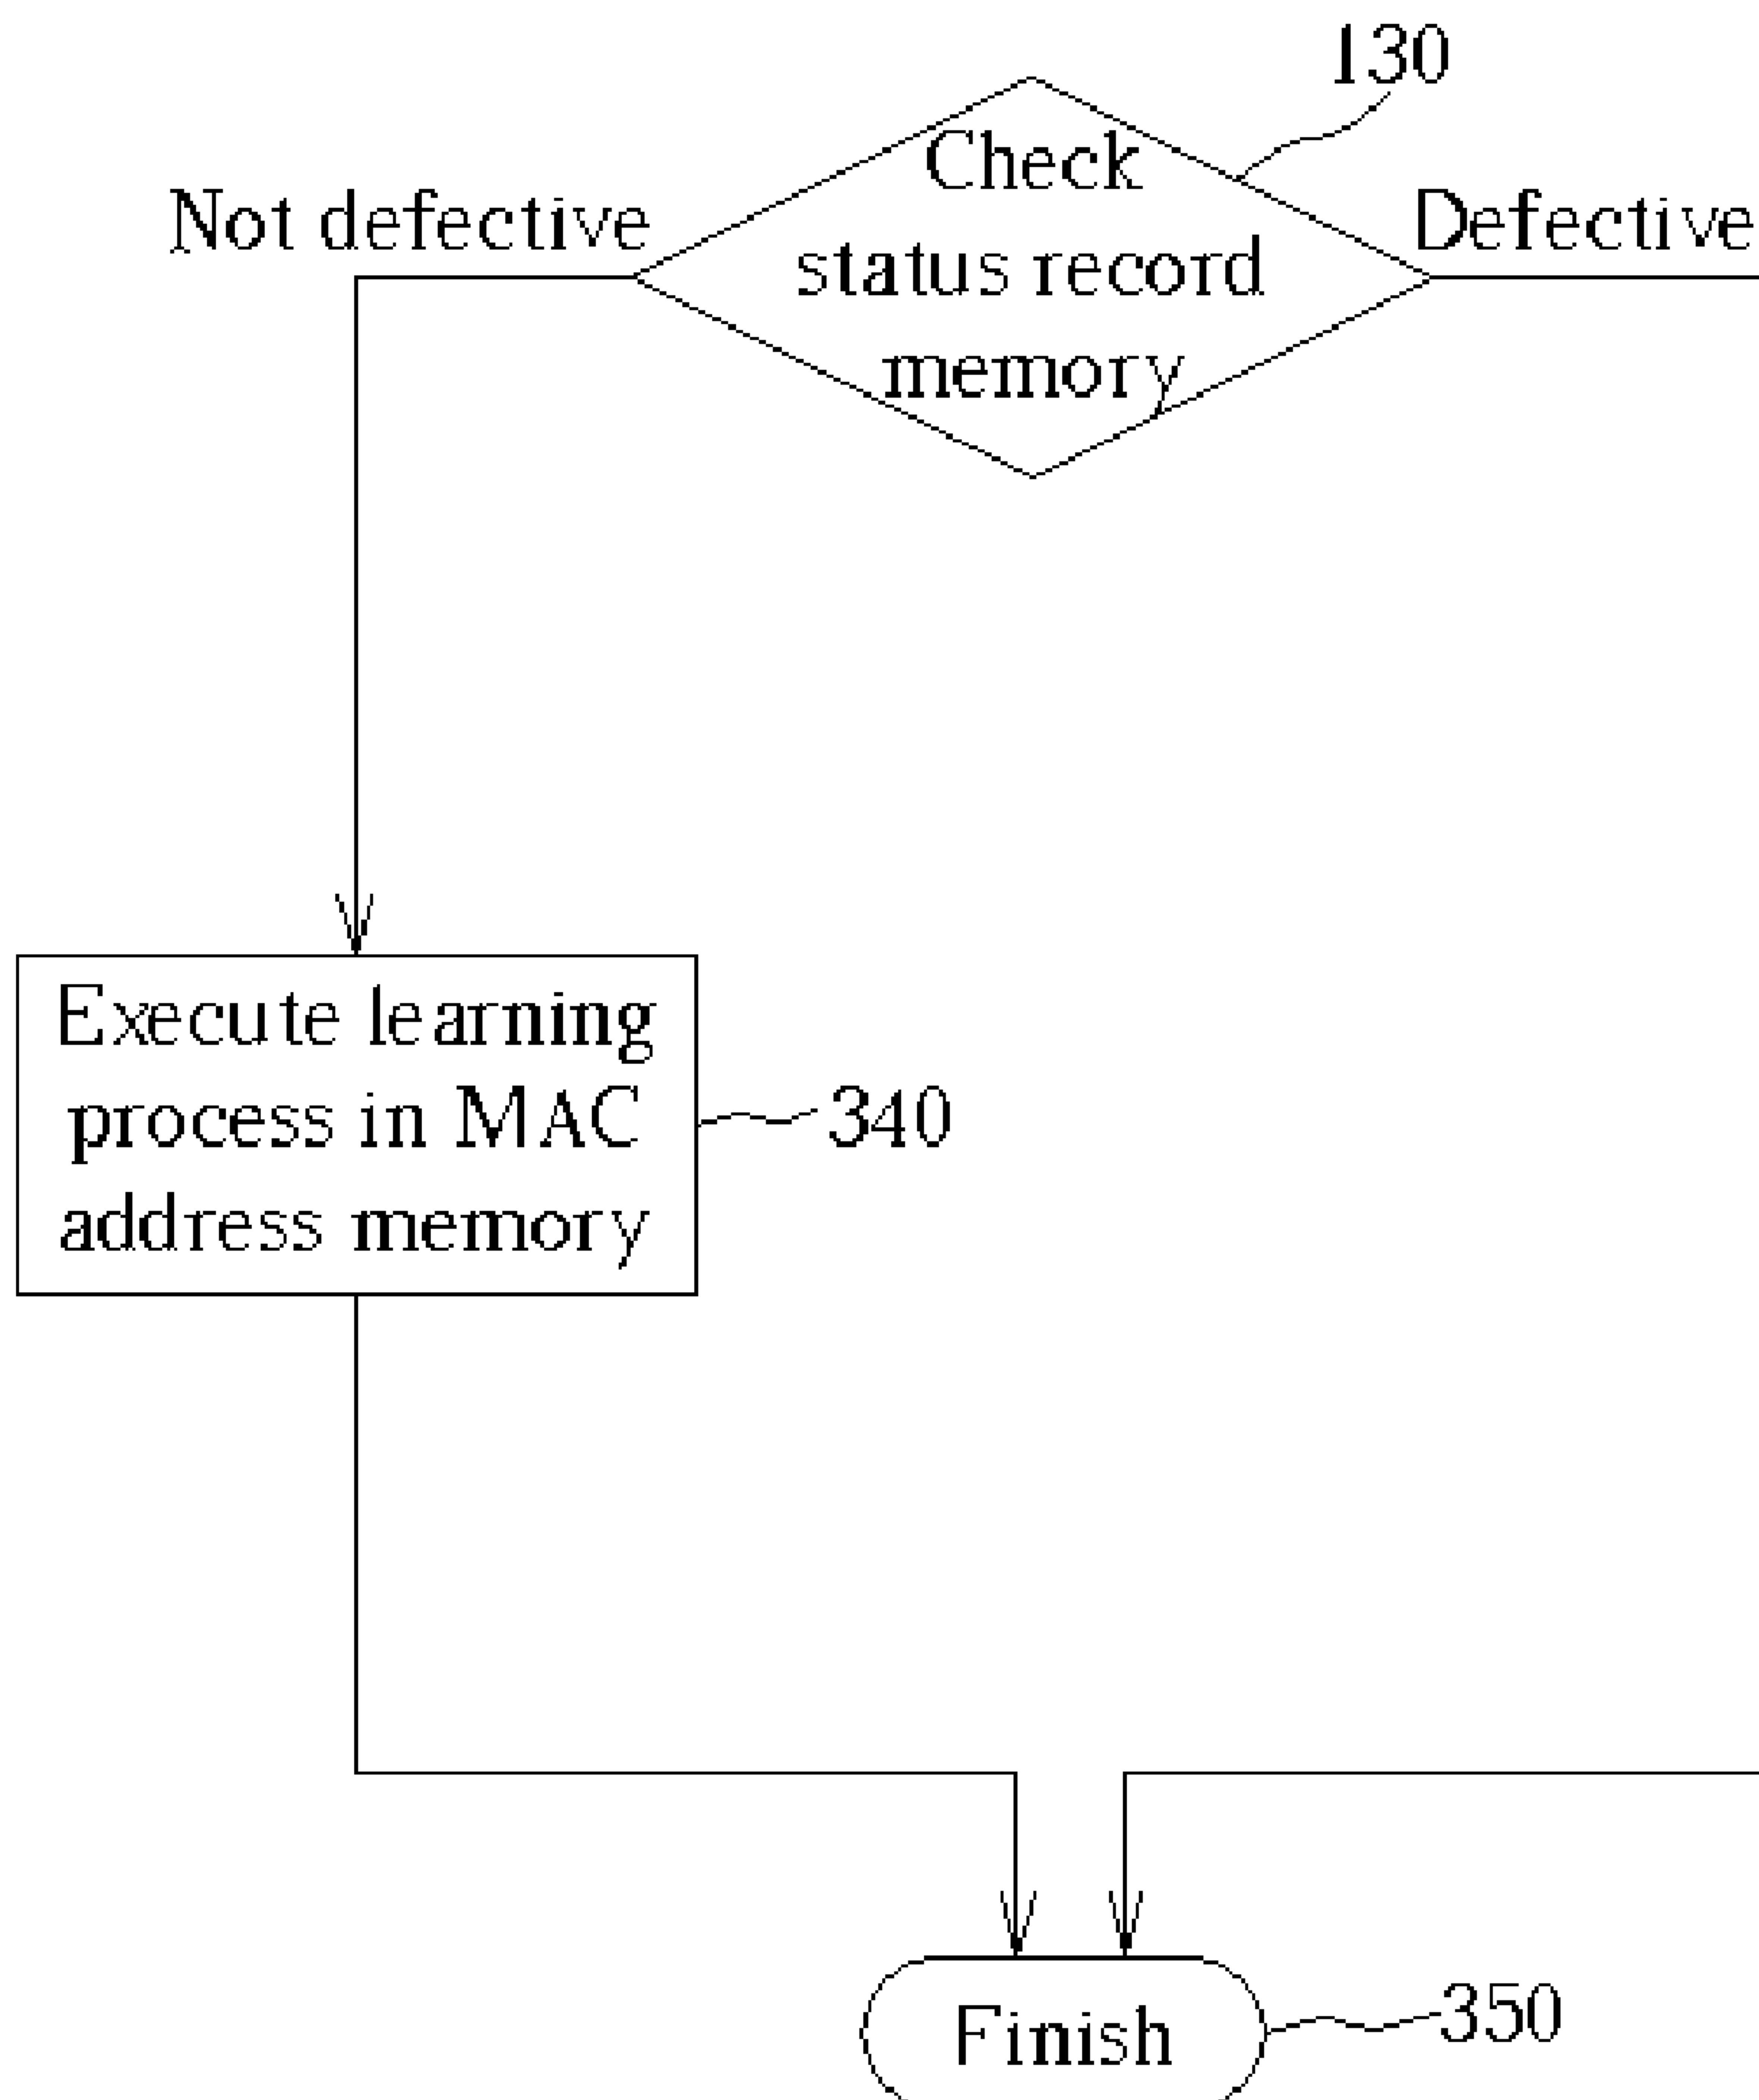 130
Check
status record
memory
Not defective
Defective
Execute learning
process in MAC
address memory
340
Finish
350